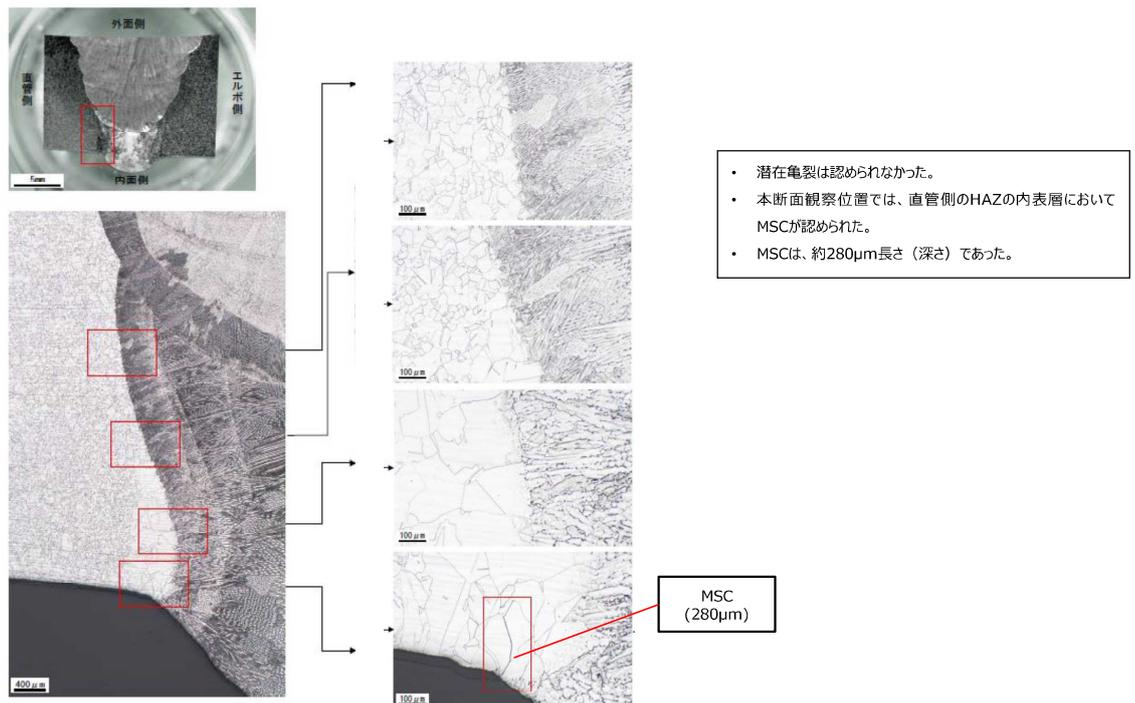 外面側
直管側
エルボ側
5mm
内面側
400μm
100μm
100μm
100μm
100μm
MSC
(280μm)
• 潜在亀裂は認められなかった。
• 本断面観察位置では、直管側のHAZの内表層において
MSCが認められた。
• MSCは、約280μm長さ（深さ）であった。